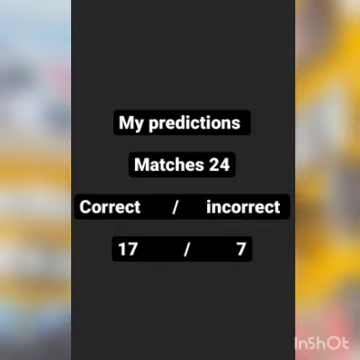 My predictions
Matches 24
Correct / incorrect
17 / 7
InShOt